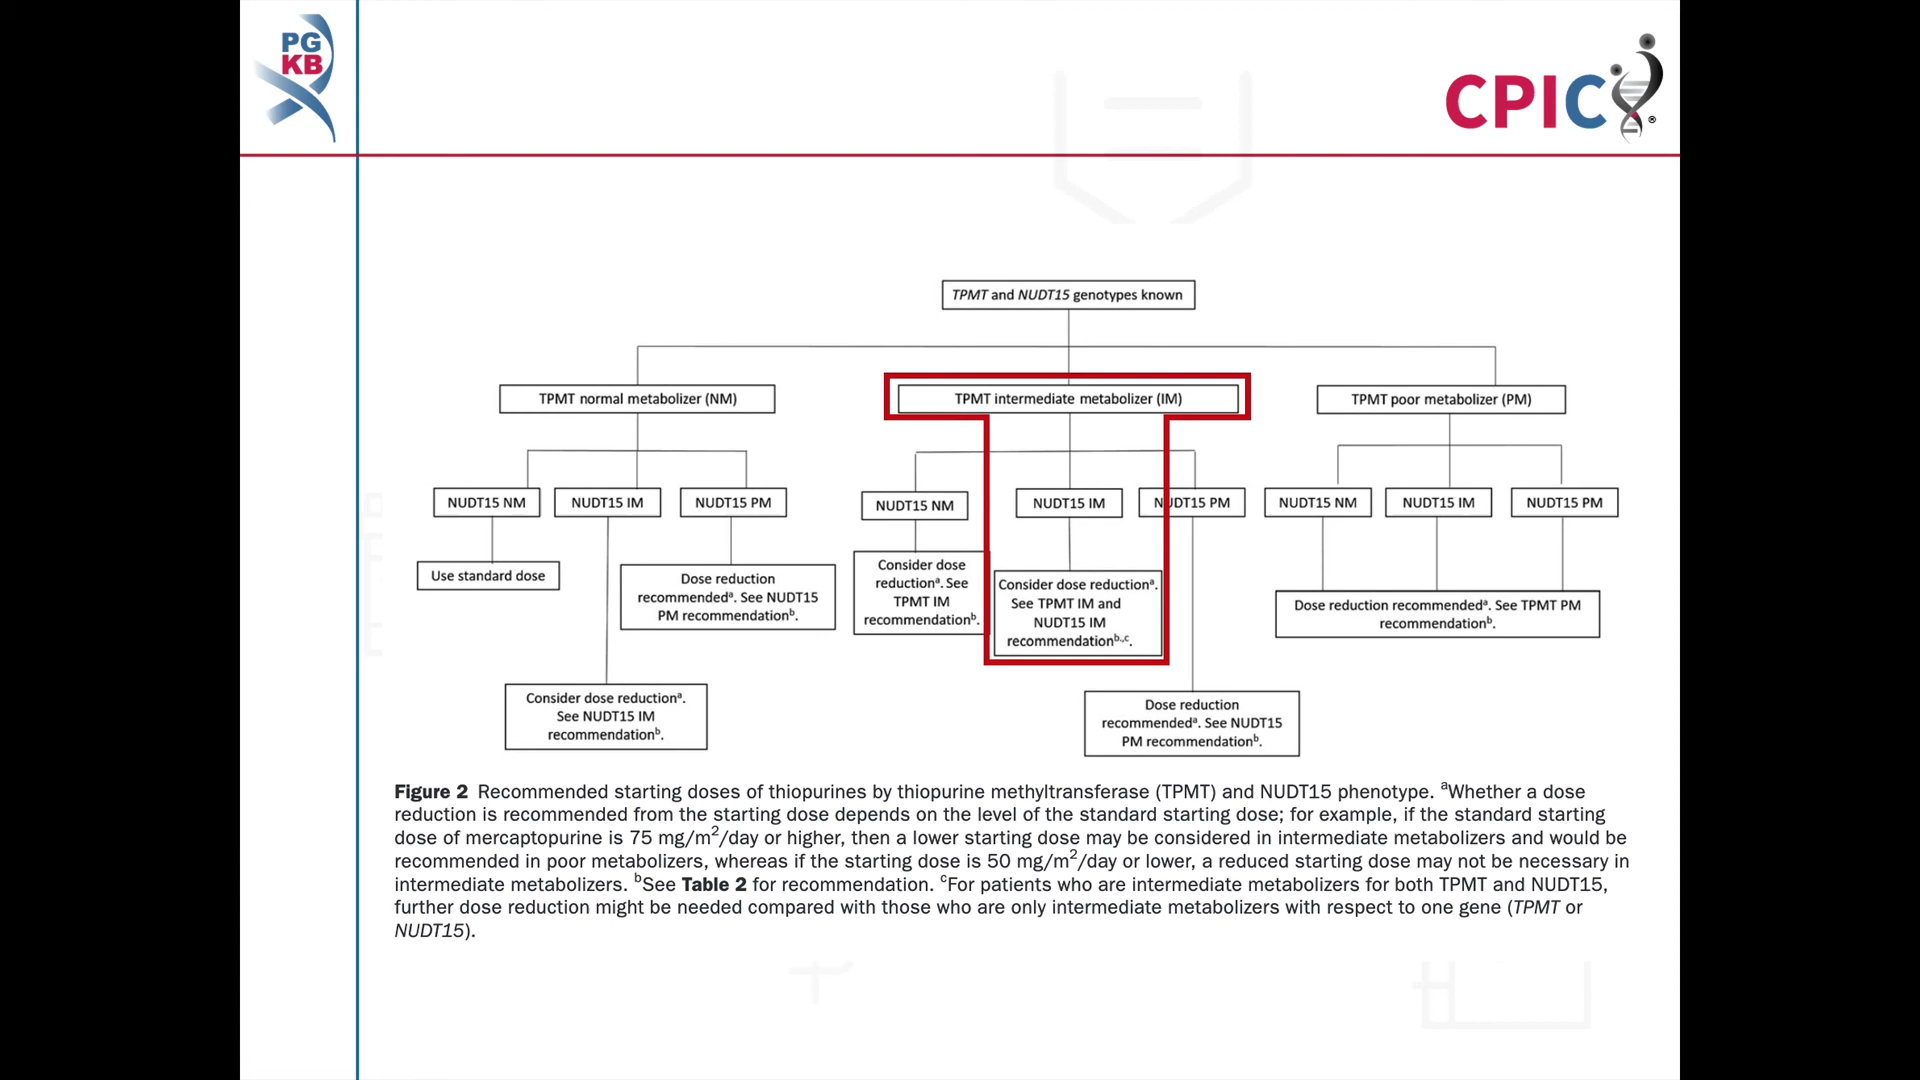 PG
KB
CPIC®
TPMT and NUDT15 genotypes known
TPMT normal metabolizer (NM)
TPMT intermediate metabolizer (IM)
TPMT poor metabolizer (PM)
NUDT15 NM
NUDT15 IM
NUDT15 PM
NUDT15 NM
NUDT15 IM
NUDT15 PM
NUDT15 NM
NUDT15 IM
NUDT15 PM
Use standard dose
Dose reduction
recommendedᵃ. See NUDT15
PM recommendationᵇ.
Consider dose
reductionᵃ. See
TPMT IM
recommendationᵇ.
Consider dose reductionᵃ.
See TPMT IM and
NUDT15 IM
recommendationᵇ·,ᶜ.
Dose reduction recommendedᵃ. See TPMT PM
recommendationᵇ.
Consider dose reductionᵃ.
See NUDT15 IM
recommendationᵇ.
Dose reduction
recommendedᵃ. See NUDT15
PM recommendationᵇ.
Figure 2 Recommended starting doses of thiopurines by thiopurine methyltransferase (TPMT) and NUDT15 phenotype. ᵃWhether a dose
reduction is recommended from the starting dose depends on the level of the standard starting dose; for example, if the standard starting
dose of mercaptopurine is 75 mg/m²/day or higher, then a lower starting dose may be considered in intermediate metabolizers and would be
recommended in poor metabolizers, whereas if the starting dose is 50 mg/m²/day or lower, a reduced starting dose may not be necessary in
intermediate metabolizers. ᵇSee Table 2 for recommendation. ᶜFor patients who are intermediate metabolizers for both TPMT and NUDT15,
further dose reduction might be needed compared with those who are only intermediate metabolizers with respect to one gene (TPMT or
NUDT15).